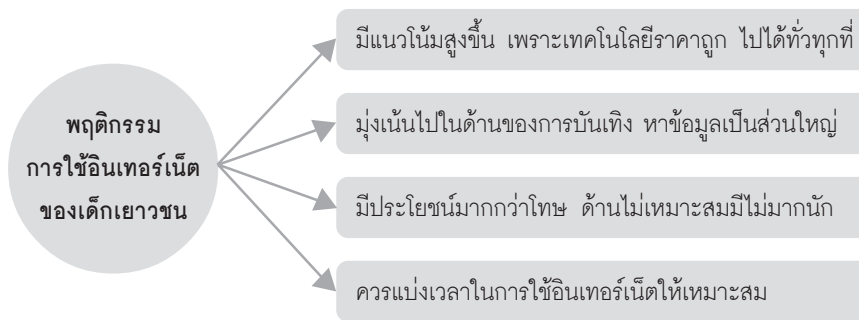 พฤติกรรม
การใช้อินเทอร์เน็ต
ของเด็กเยาวชน
มีแนวโน้มสูงขึ้น เพราะเทคโนโลยีราคาถูก ไปได้ทั่วทุกที่
มุ่งเน้นไปในด้านของการบันเทิง หาข้อมูลเป็นส่วนใหญ่
มีประโยชน์มากกว่าโทษ ด้านไม่เหมาะสมมีไม่มากนัก
ควรแบ่งเวลาในการใช้อินเทอร์เน็ตให้เหมาะสม